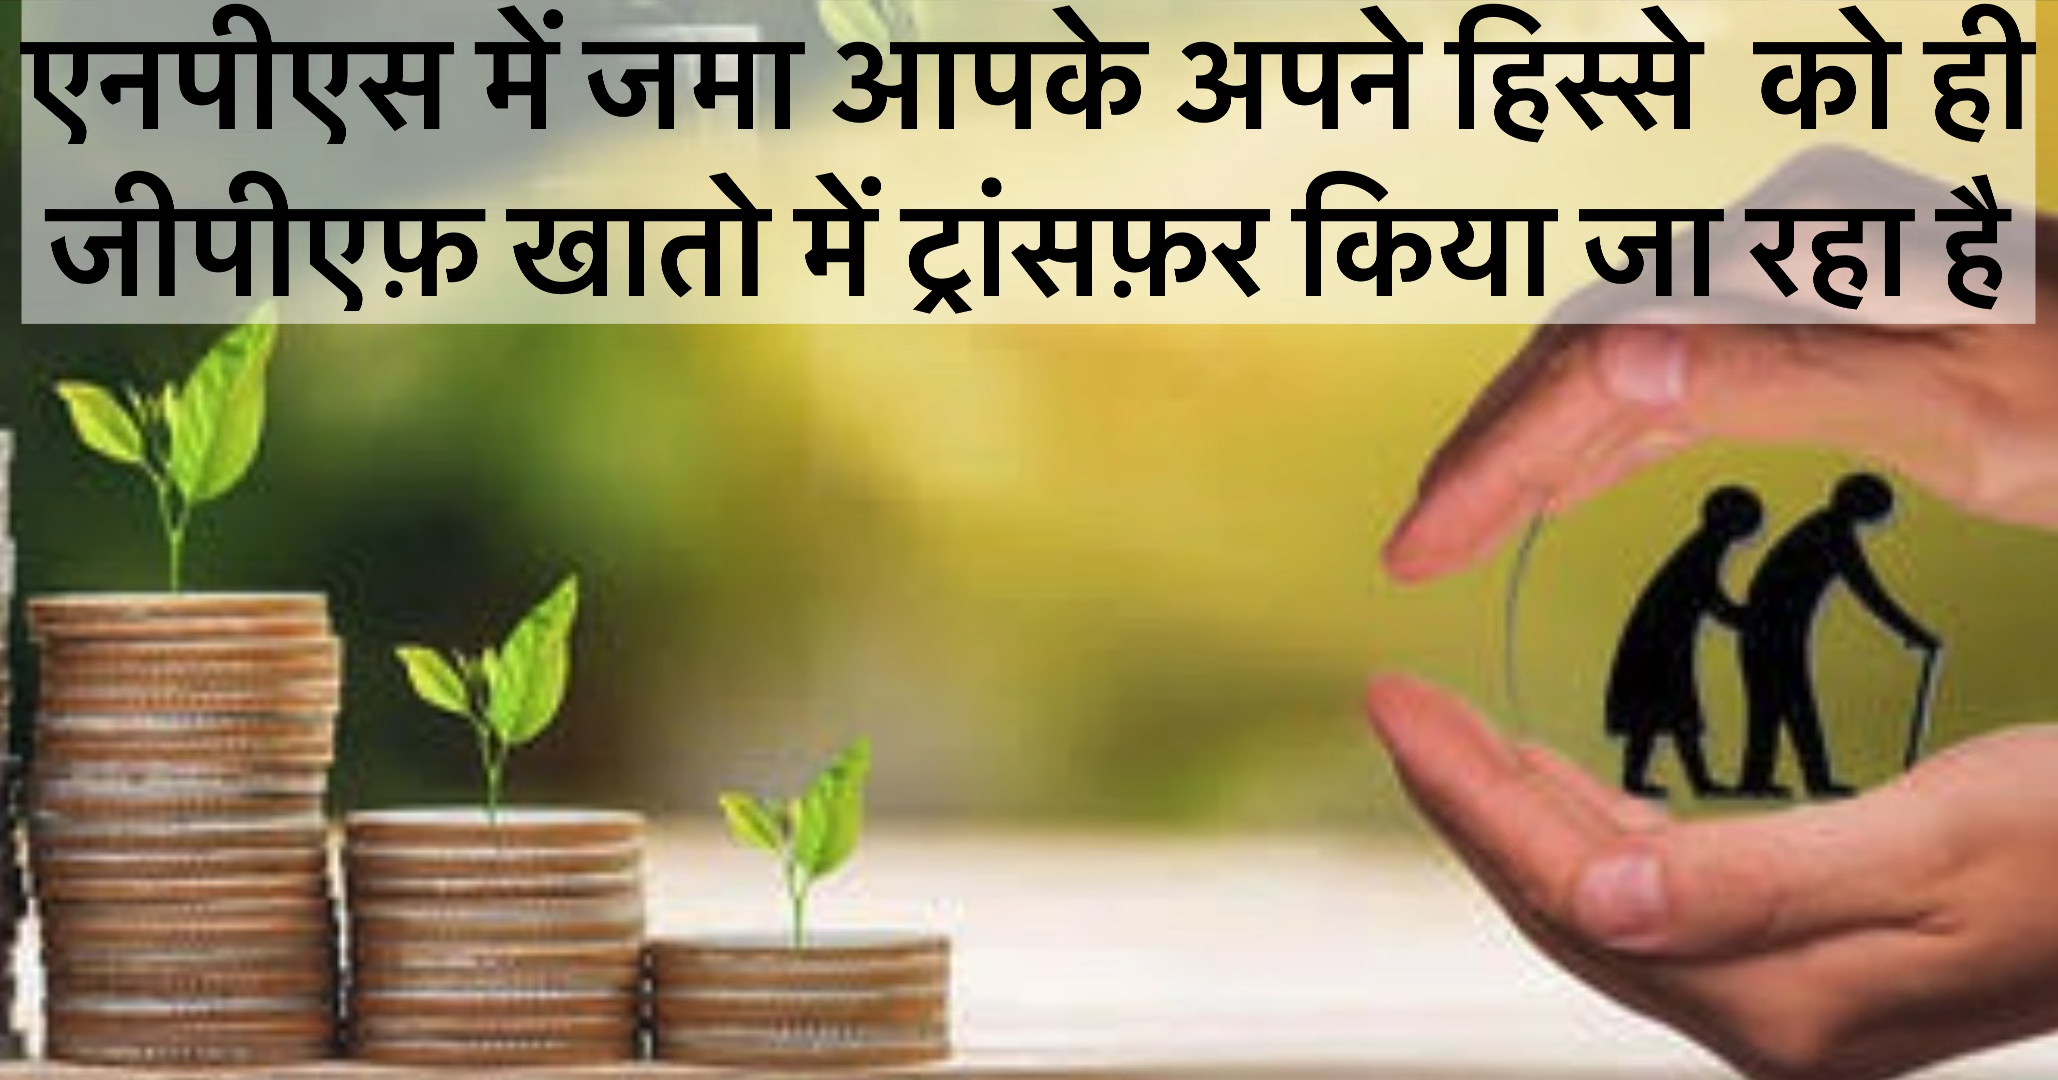 एनपीएस में जमा आपके अपने हिस्से को ही
जीपीएफ़ खातो में ट्रांसफ़र किया जा रहा है